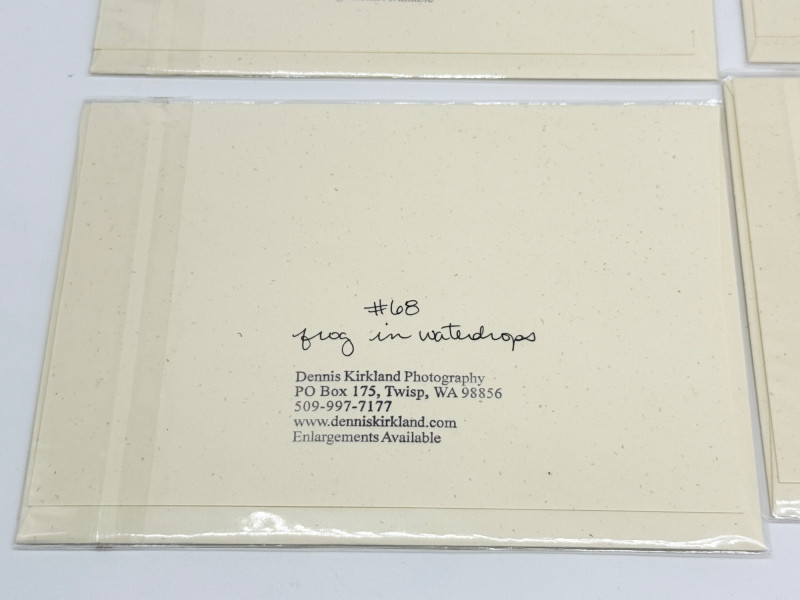 #68
frog in waterdrops
Dennis Kirkland Photography
PO Box 175, Twisp, WA 98856
509-997-7177
www.denniskirkland.com
Enlargements Available